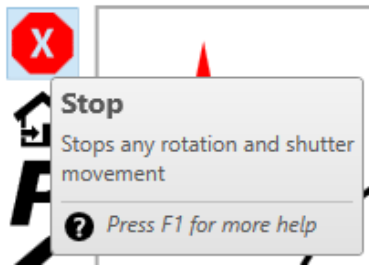 X
Stop
Stops any rotation and shutter
movement
? Press F1 for more help